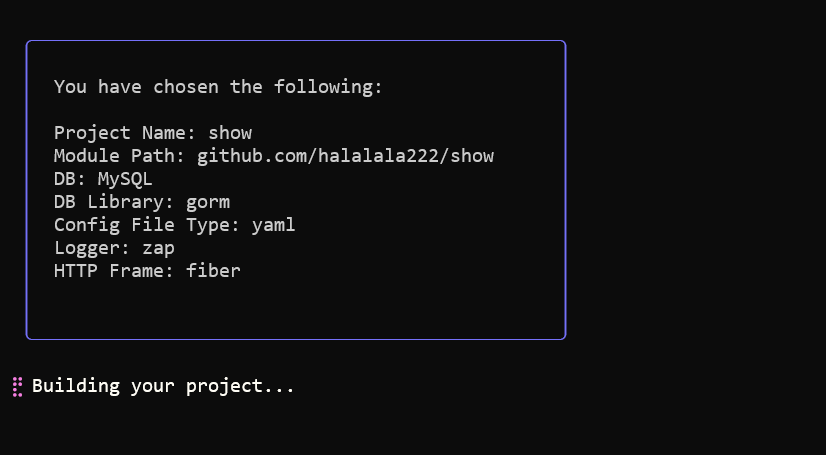 You have chosen the following:
Project Name: show
Module Path: github.com/halalala222/show
DB: MySQL
DB Library: gorm
Config File Type: yaml
Logger: zap
HTTP Frame: fiber
Building your project...